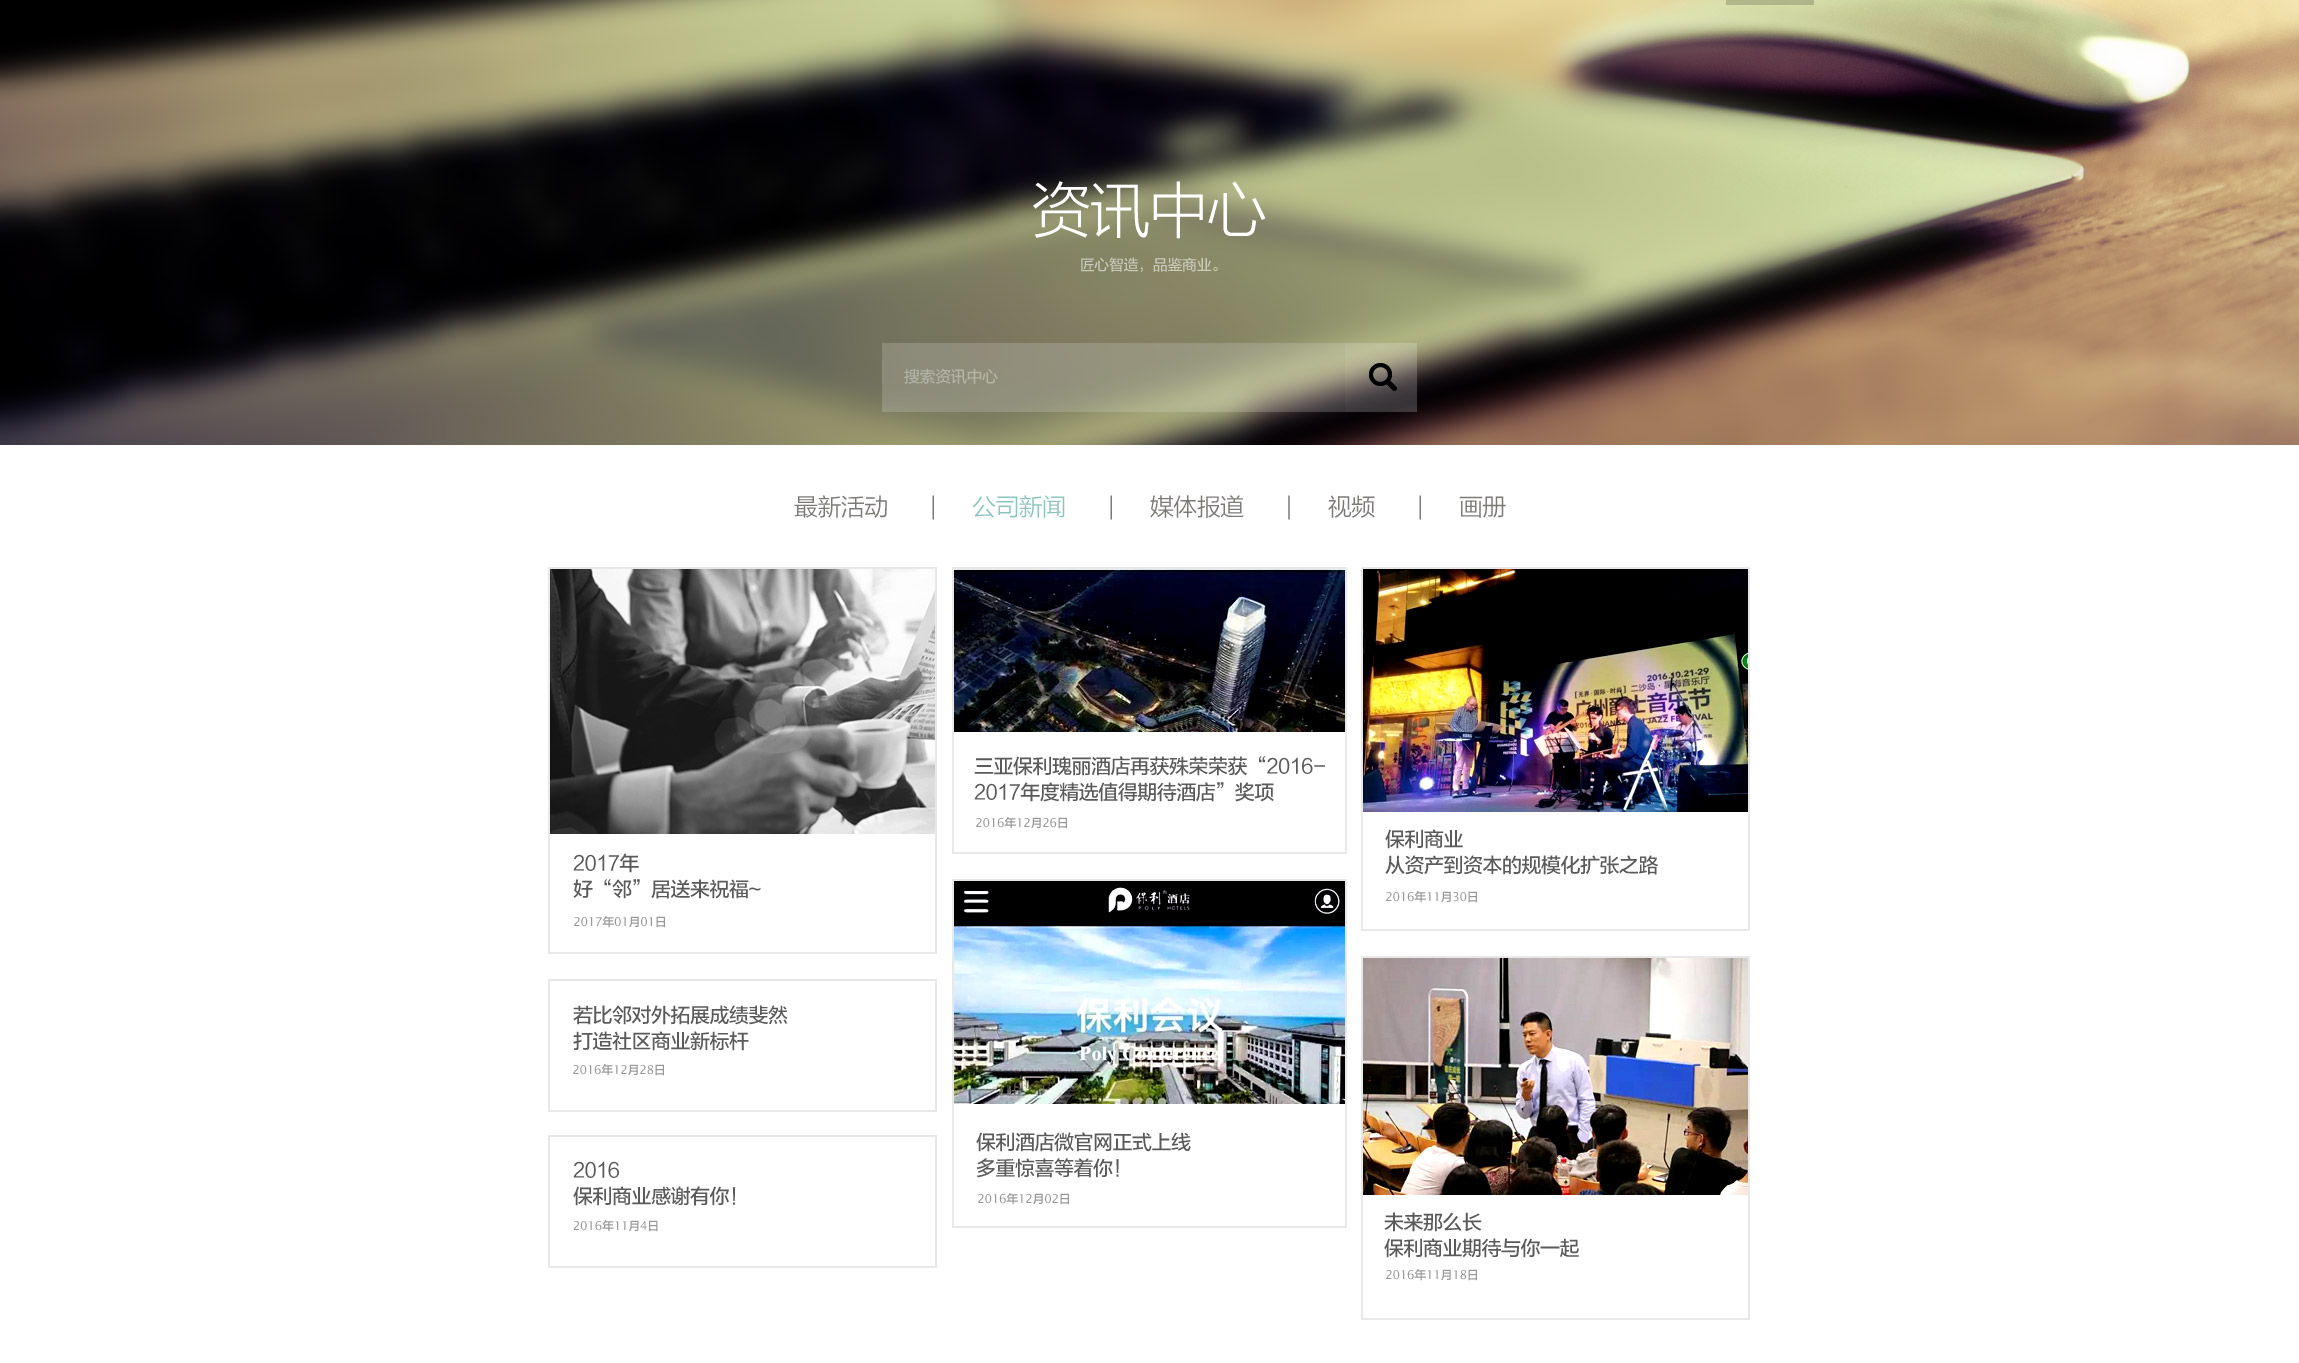 资讯中心
匠心智造，品鉴商业。
搜索资讯中心
最新活动 | 公司新闻 | 媒体报道 | 视频 | 画册
2017年
好“邻”居送来祝福~
2017年01月01日
若比邻对外拓展成绩斐然
打造社区商业新标杆
2016年12月28日
2016
保利商业感谢有你！
2016年11月4日
三亚保利瑰丽酒店再获殊荣荣获“2016-
2017年度精选值得期待酒店”奖项
2016年12月26日
保利酒店
POLY HOTELS
保利会议
Poly Conference
保利酒店微官网正式上线
多重惊喜等着你！
2016年12月02日
2016.10.21-29
二沙岛·星海音乐厅
广州爵士音乐节
JAZZ FESTIVAL
保利商业
从资产到资本的规模化扩张之路
2016年11月30日
未来那么长
保利商业期待与你一起
2016年11月18日